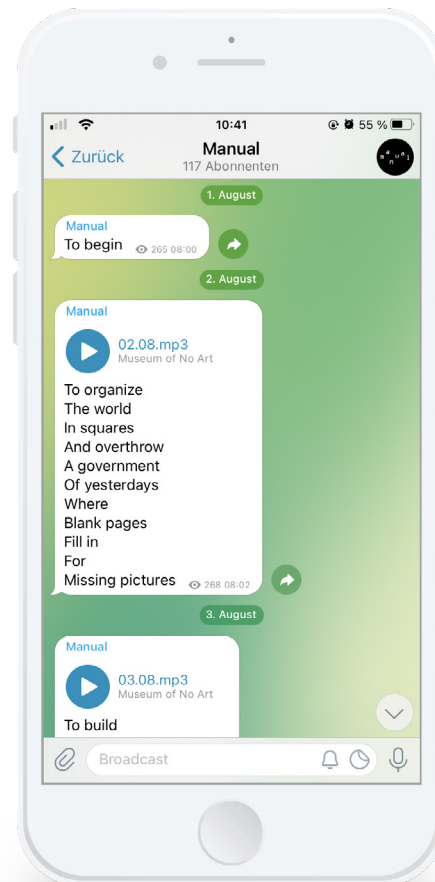 10:41
55 %
Zurück
Manual
117 Abonnenten
manual
1. August
Manual
To begin
265 08:00
2. August
Manual
02.08.mp3
Museum of No Art
To organize
The world
In squares
And overthrow
A government
Of yesterdays
Where
Blank pages
Fill in
For
Missing pictures
268 08:02
3. August
Manual
03.08.mp3
Museum of No Art
To build
Broadcast